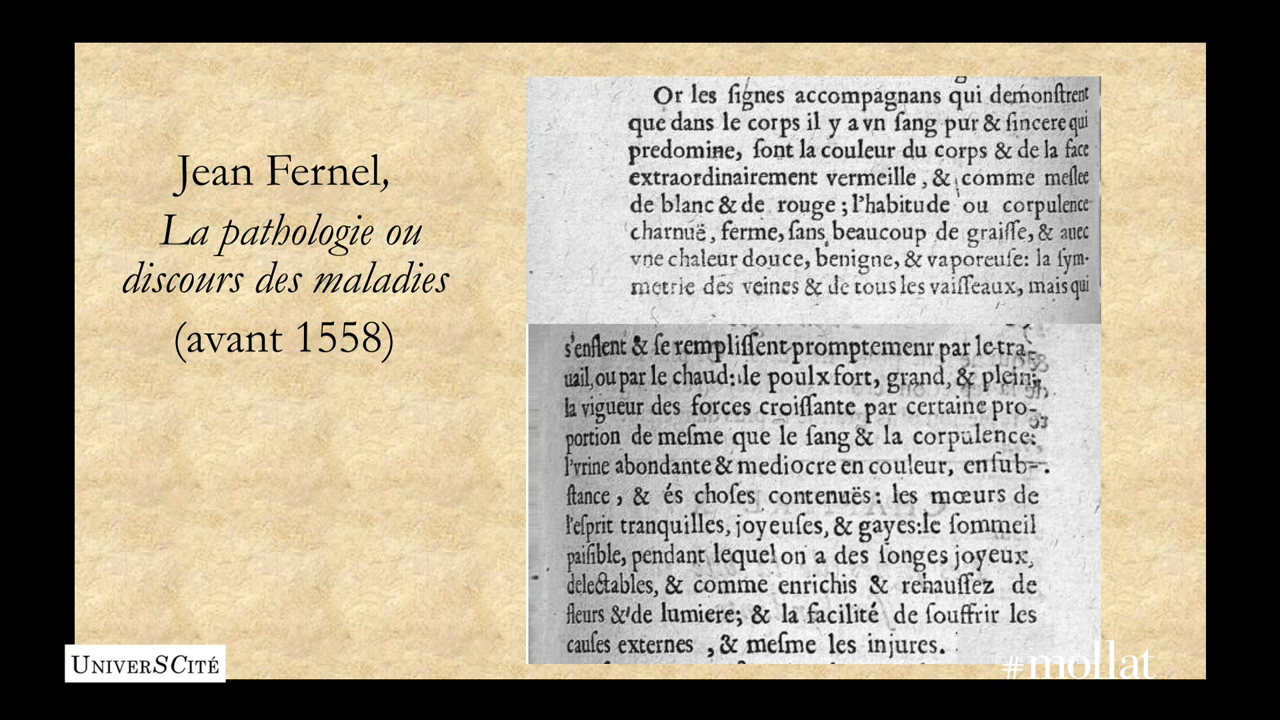 Jean Fernel,
La pathologie ou
discours des maladies
(avant 1558)
Or les ſignes accompagnans qui demonſtrent
que dans le corps il y a vn ſang pur & ſincere qui
predomine, ſont la couleur du corps & de la face
extraordinairement vermeille, & comme meſlee
de blanc & de rouge; l'habitude ou corpulence
charnuë, ferme, ſans beaucoup de graiſſe, & auec
vne chaleur douce, benigne, & vaporeuſe: la ſym-
metrie des veines & de tous les vaiſſeaux, mais qui
s'enflent & ſe rempliſſent promptemenr par le tra-
uail, ou par le chaud: le poulx fort, grand, & plein;
la vigueur des forces croiſſante par certaine pro-
portion de meſme que le ſang & la corpulence:
l'vrine abondante & mediocre en couleur, en ſub-
ſtance, & és choſes contenuës: les mœurs de
l'eſprit tranquilles, joyeuſes, & gayes: le ſommeil
paiſible, pendant lequel on a des ſonges joyeux,
delectables, & comme enrichis & rehauſſez de
fleurs & de lumiere; & la facilité de ſouffrir les
cauſes externes, & meſme les injures.
UNIVERSCITÉ
#mollat